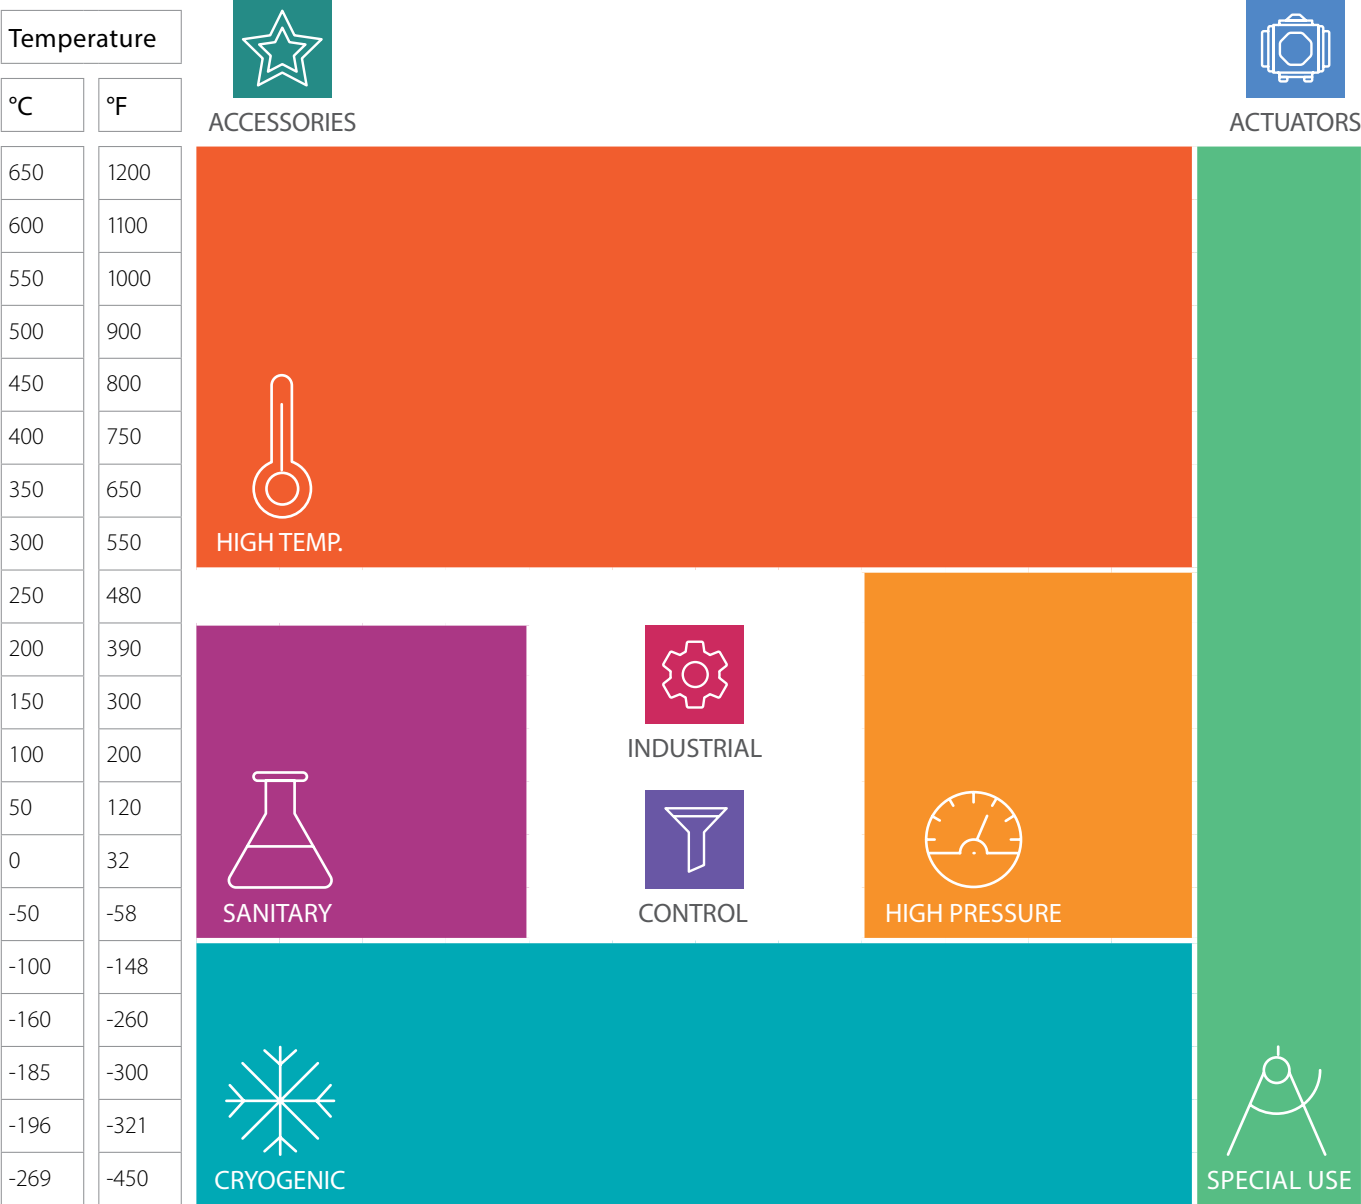 Temperature
°C °F
ACCESSORIES ACTUATORS
650 1200
600 1100
550 1000
500 900
450 800
400 750
350 650
300 550
HIGH TEMP.
250 480
200 390
150 300
100 200
INDUSTRIAL
50 120
0 32
-50 -58
SANITARY CONTROL HIGH PRESSURE
-100 -148
-160 -260
-185 -300
-196 -321
-269 -450
CRYOGENIC SPECIAL USE